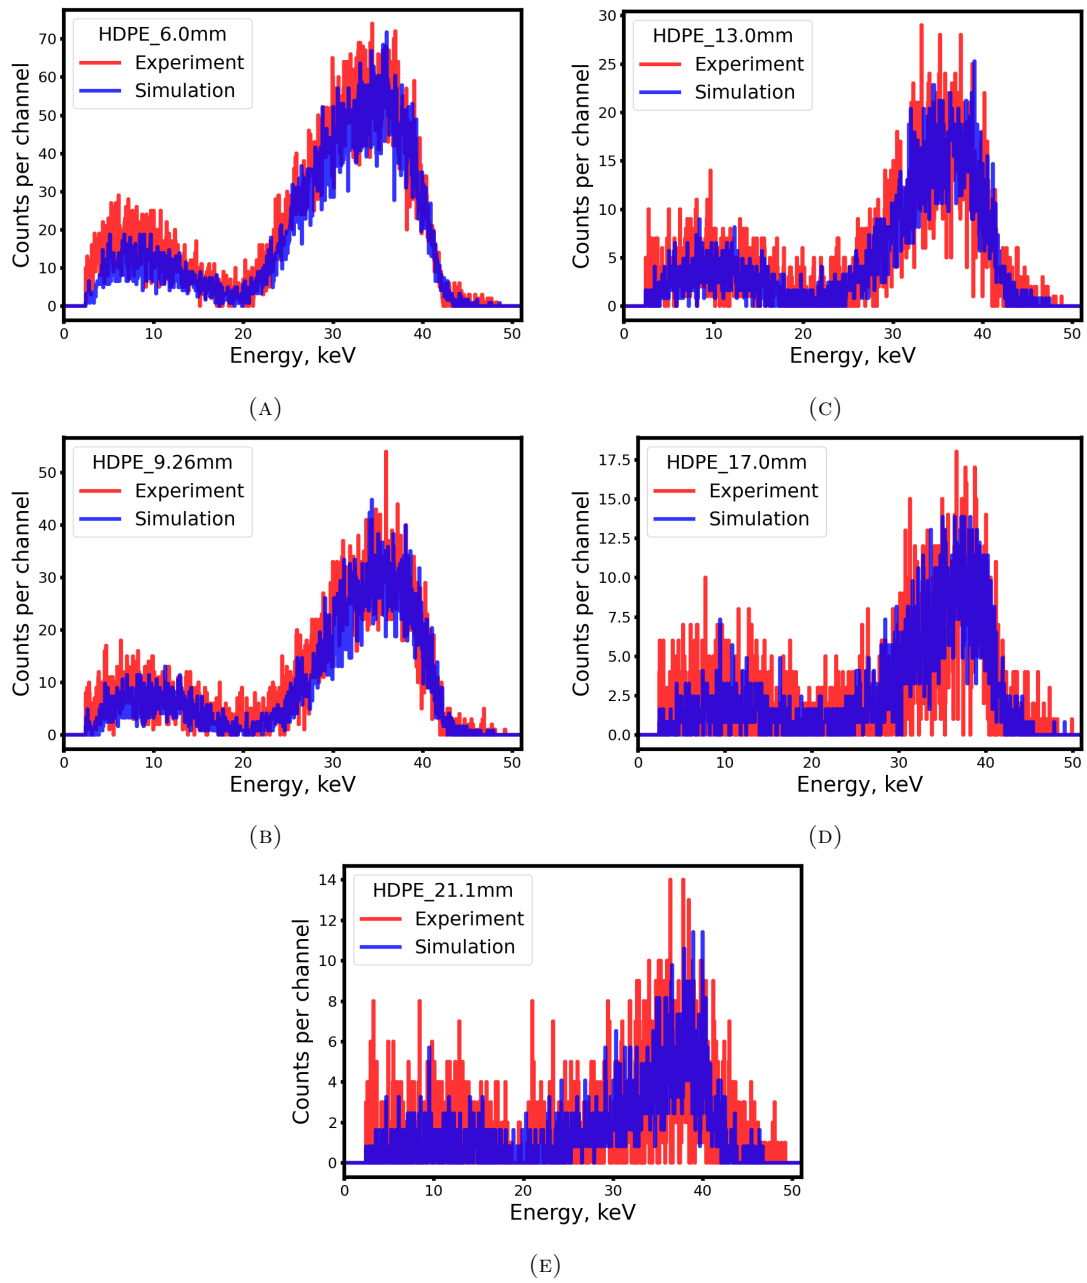 HDPE_6.0mm
Experiment
Simulation
Counts per channel
70
60
50
40
30
20
10
0
0 10 20 30 40 50
Energy, keV
(A)
HDPE_13.0mm
Experiment
Simulation
Counts per channel
30
25
20
15
10
5
0
0 10 20 30 40 50
Energy, keV
(C)
HDPE_9.26mm
Experiment
Simulation
Counts per channel
50
40
30
20
10
0
0 10 20 30 40 50
Energy, keV
(B)
HDPE_17.0mm
Experiment
Simulation
Counts per channel
17.5
15.0
12.5
10.0
7.5
5.0
2.5
0.0
0 10 20 30 40 50
Energy, keV
(D)
HDPE_21.1mm
Experiment
Simulation
Counts per channel
14
12
10
8
6
4
2
0
0 10 20 30 40 50
Energy, keV
(E)